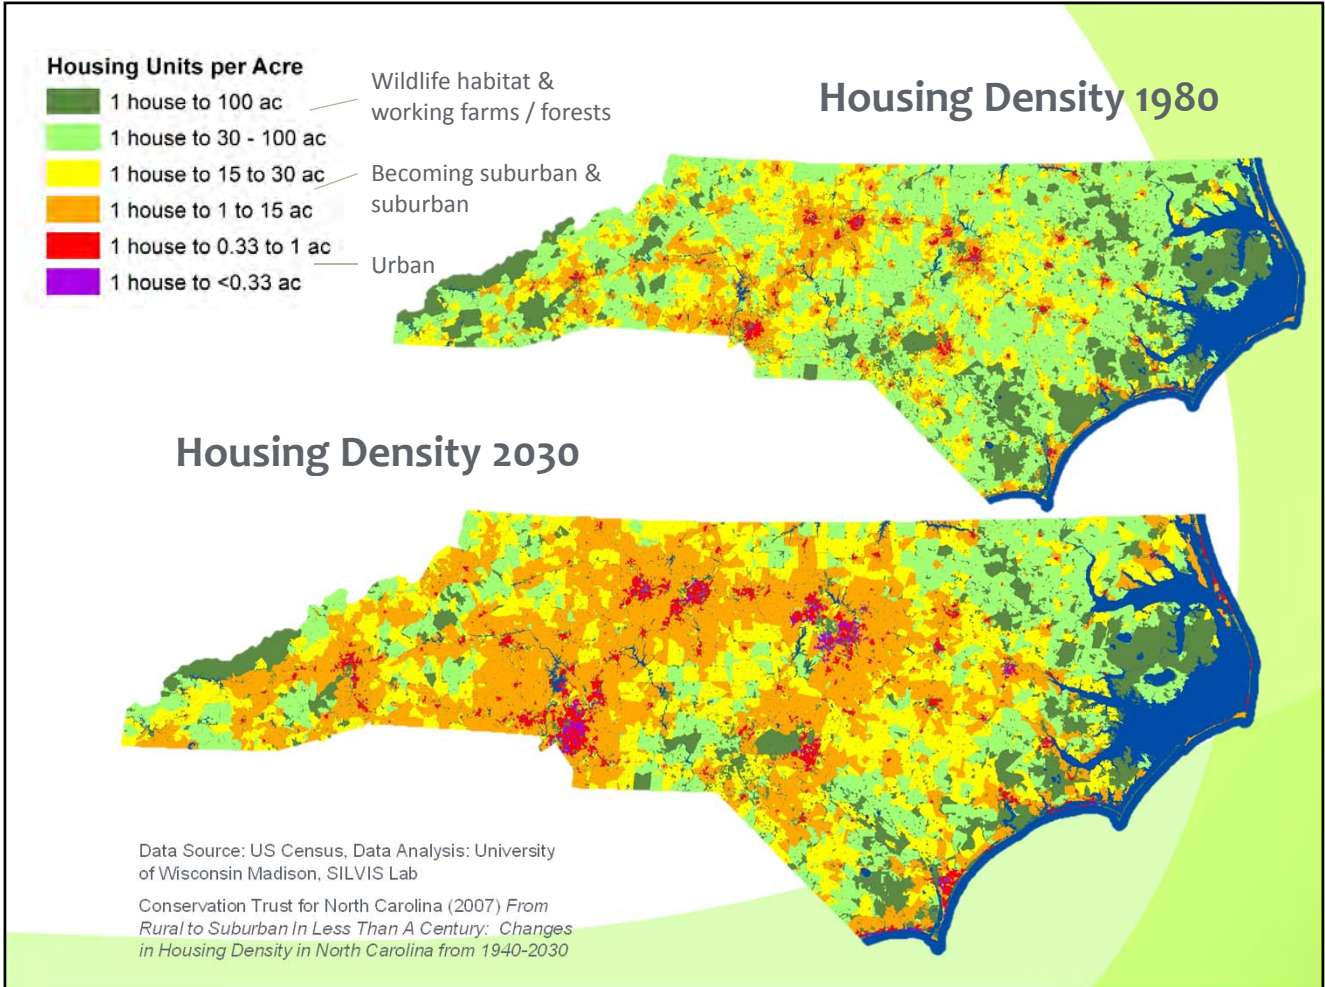 Housing Units per Acre
1 house to 100 ac
1 house to 30 - 100 ac
1 house to 15 to 30 ac
1 house to 1 to 15 ac
1 house to 0.33 to 1 ac
1 house to <0.33 ac
Wildlife habitat &
working farms / forests
Becoming suburban &
suburban
Urban
Housing Density 1980
Housing Density 2030
Data Source: US Census, Data Analysis: University
of Wisconsin Madison, SILVIS Lab
Conservation Trust for North Carolina (2007) From
Rural to Suburban In Less Than A Century: Changes
in Housing Density in North Carolina from 1940-2030